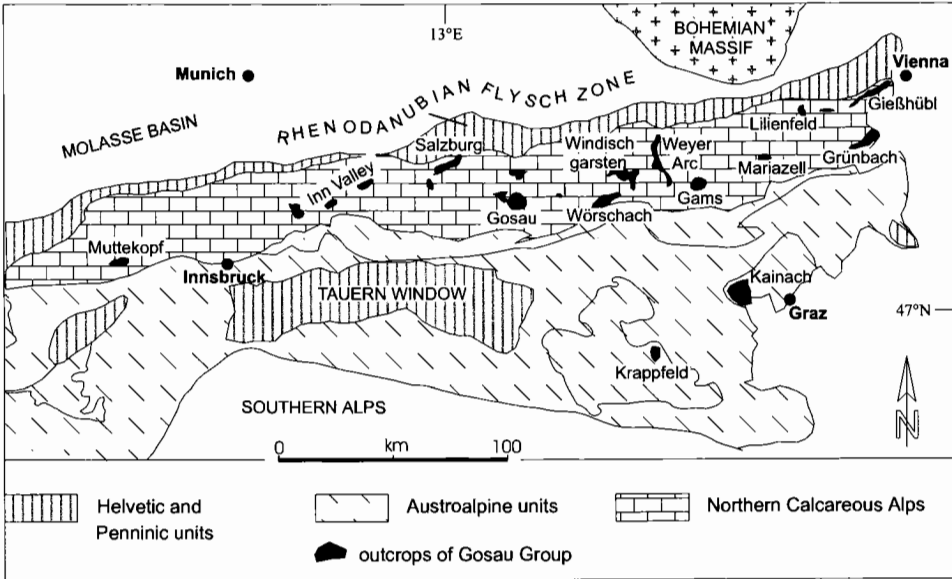 13°E
BOHEMIAN
MASSIF
Munich
Vienna
RHENODANUBIAN FLYSCH ZONE
MOLASSE BASIN
Gießhübl
Lilienfeld
Salzburg
Windisch
garsten
Weyer
Arc
Mariazell
Grünbach
Inn Valley
Gams
Gosau
Wörschach
Muttekopf
Innsbruck
Kainach
TAUERN WINDOW
Graz
47°N
Krappfeld
SOUTHERN ALPS
N
0 km 100
Helvetic and
Penninic units
Austroalpine units
Northern Calcareous Alps
outcrops of Gosau Group